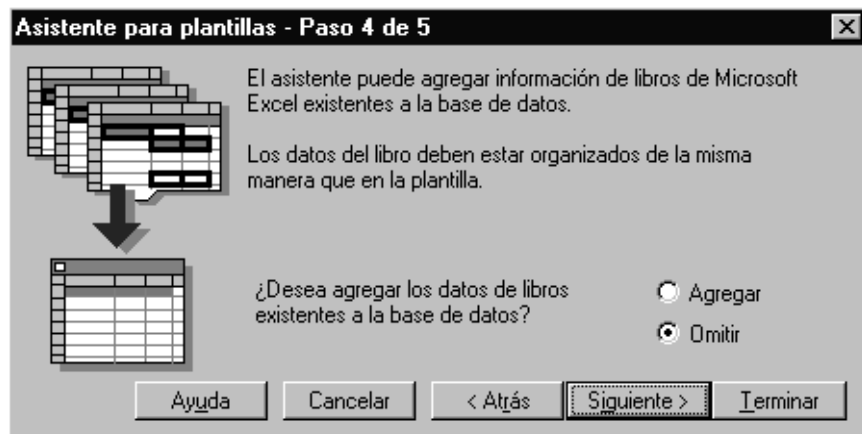 Asistente para plantillas - Paso 4 de 5
El asistente puede agregar información de libros de Microsoft
Excel existentes a la base de datos.
Los datos del libro deben estar organizados de la misma
manera que en la plantilla.
¿Desea agregar los datos de libros
existentes a la base de datos?
Agregar
Omitir
Ayuda
Cancelar
< Atrás
Siguiente >
Terminar